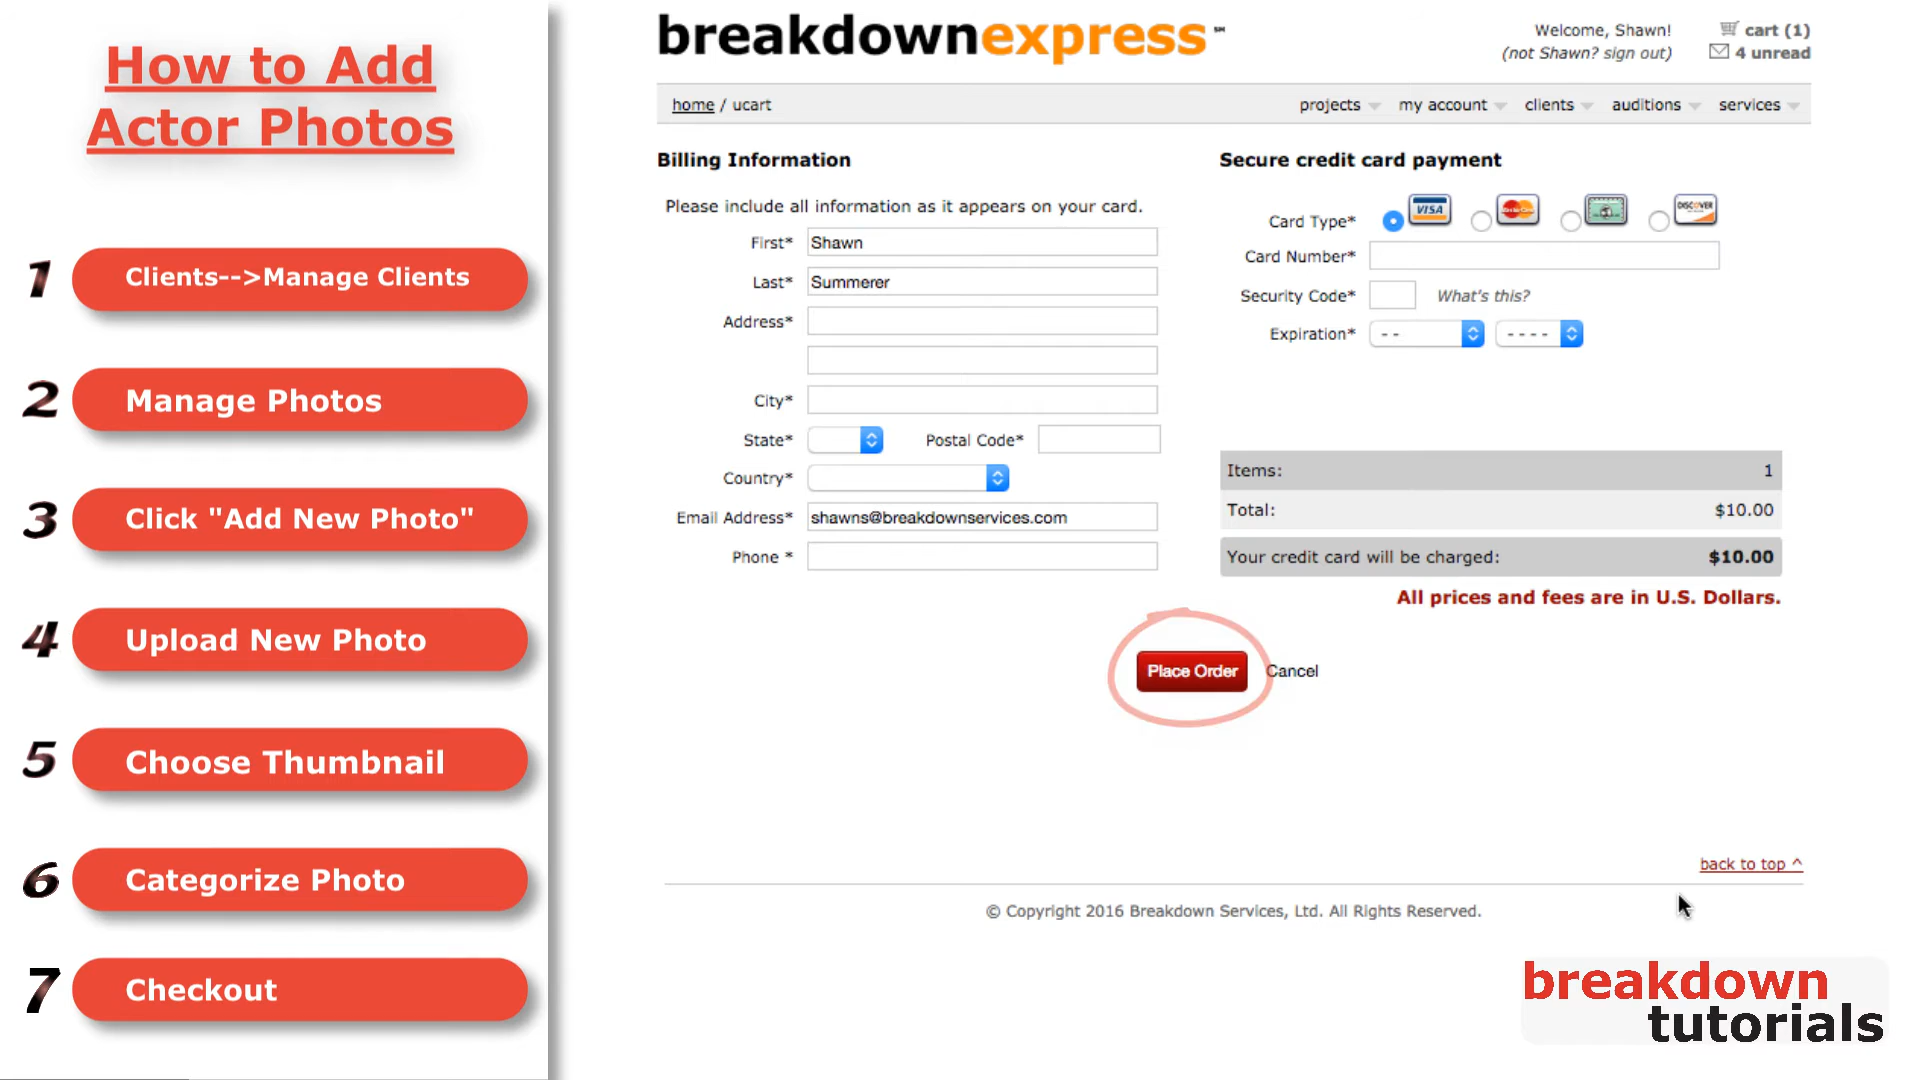 How to Add
Actor Photos
1 Clients-->Manage Clients
2 Manage Photos
3 Click "Add New Photo"
4 Upload New Photo
5 Choose Thumbnail
6 Categorize Photo
7 Checkout
breakdownexpress℠
Welcome, Shawn!
(not Shawn? sign out)
cart (1)
4 unread
home / ucart
projects my account clients auditions services
Billing Information
Please include all information as it appears on your card.
First* Shawn
Last* Summerer
Address*
City*
State* Postal Code*
Country*
Email Address* shawns@breakdownservices.com
Phone *
Secure credit card payment
Card Type* VISA MasterCard DISCOVER
Card Number*
Security Code* What's this?
Expiration* -- ----
Items: 1
Total: $10.00
Your credit card will be charged: $10.00
All prices and fees are in U.S. Dollars.
Place Order Cancel
back to top ^
© Copyright 2016 Breakdown Services, Ltd. All Rights Reserved.
breakdown
tutorials